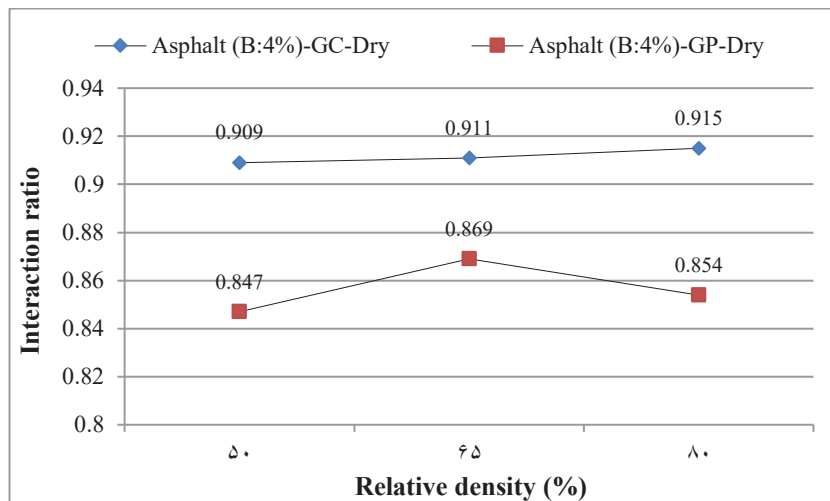 Asphalt (B:4%)-GC-Dry Asphalt (B:4%)-GP-Dry
0.94
0.92
0.9
0.88
0.86
0.84
0.82
0.8
0.909 0.911 0.915
0.847 0.869 0.854
Interaction ratio
۵۰ ۶۵ ۸۰
Relative density (%)